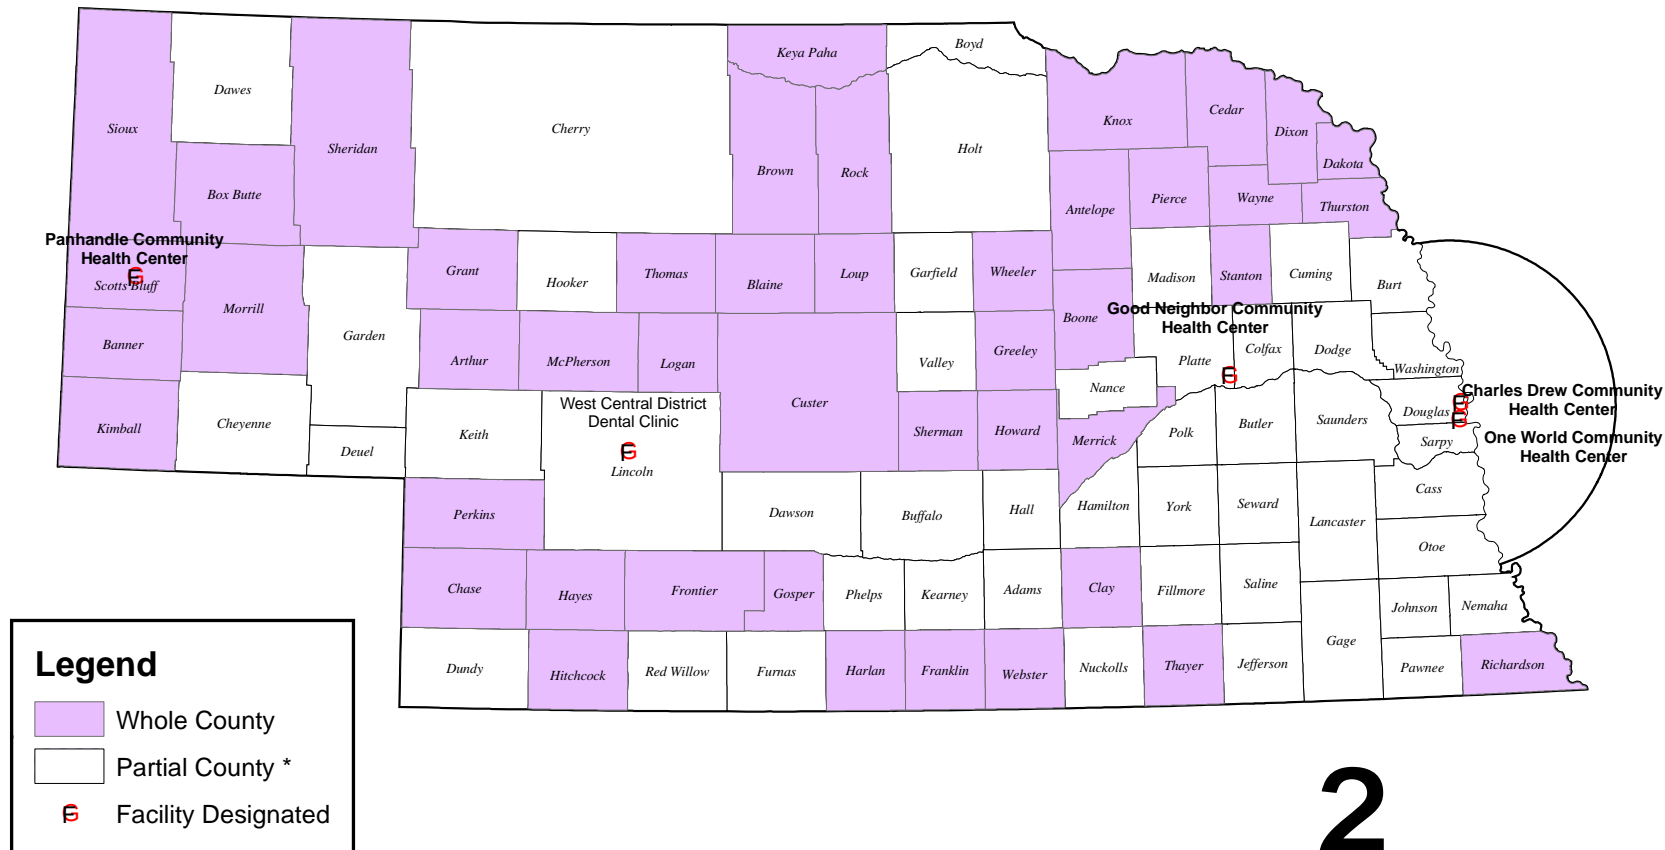 Keya Paha
Boyd
Dawes
Sioux
Sheridan
Cherry
Holt
Knox
Cedar
Dixon
Dakota
Box Butte
Brown
Rock
Antelope
Pierce
Wayne
Thurston
Panhandle Community
Health Center
F G
Scotts Bluff
Grant
Hooker
Thomas
Blaine
Loup
Garfield
Wheeler
Madison
Stanton
Cuming
Burt
Morrill
Garden
Boone
Good Neighbor Community
Health Center
F G
Banner
Arthur
McPherson
Logan
Valley
Greeley
Platte
Colfax
Dodge
Washington
Nance
Kimball
Cheyenne
Deuel
Keith
West Central District
Dental Clinic
F G
Lincoln
Custer
Sherman
Howard
Merrick
Polk
Butler
Saunders
Douglas
F G
Charles Drew Community
Health Center
F G
Sarpy
One World Community
Health Center
Cass
Perkins
Dawson
Buffalo
Hall
Hamilton
York
Seward
Lancaster
Otoe
Chase
Hayes
Frontier
Gosper
Phelps
Kearney
Adams
Clay
Fillmore
Saline
Johnson
Nemaha
Gage
Dundy
Hitchcock
Red Willow
Furnas
Harlan
Franklin
Webster
Nuckolls
Thayer
Jefferson
Pawnee
Richardson
Legend
Whole County
Partial County *
F G Facility Designated
2